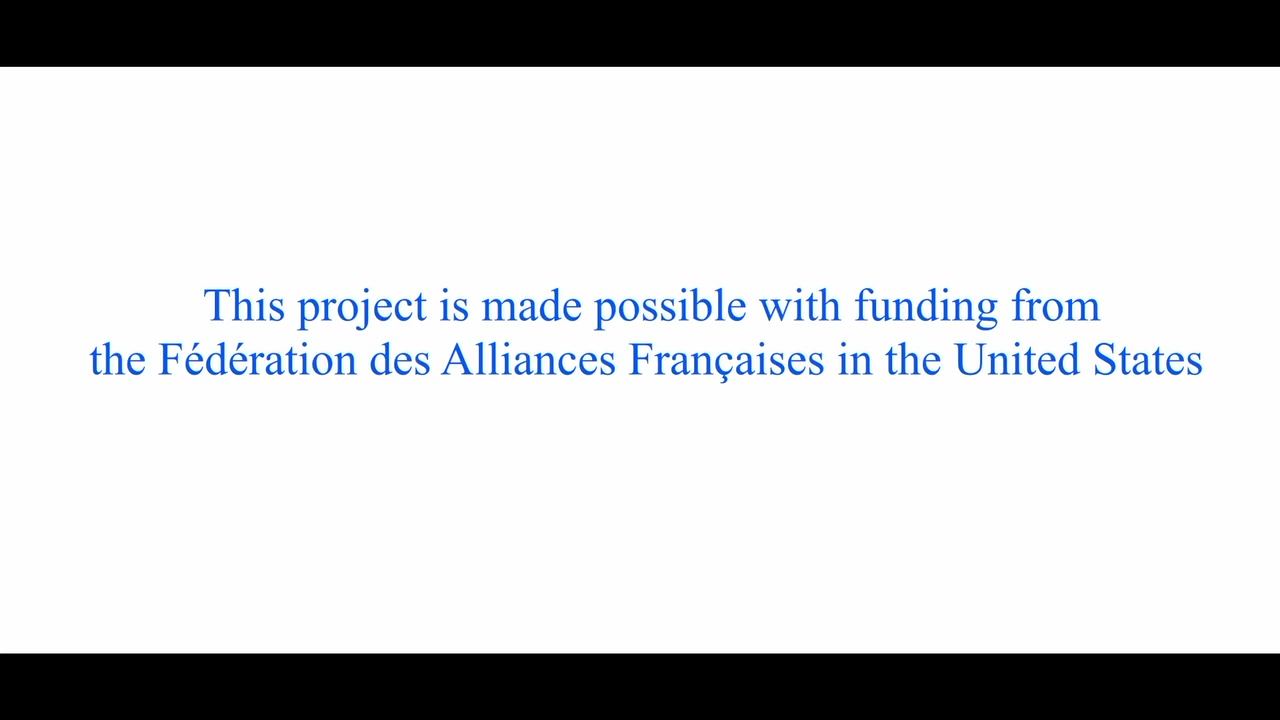 This project is made possible with funding from
the Fédération des Alliances Françaises in the United States